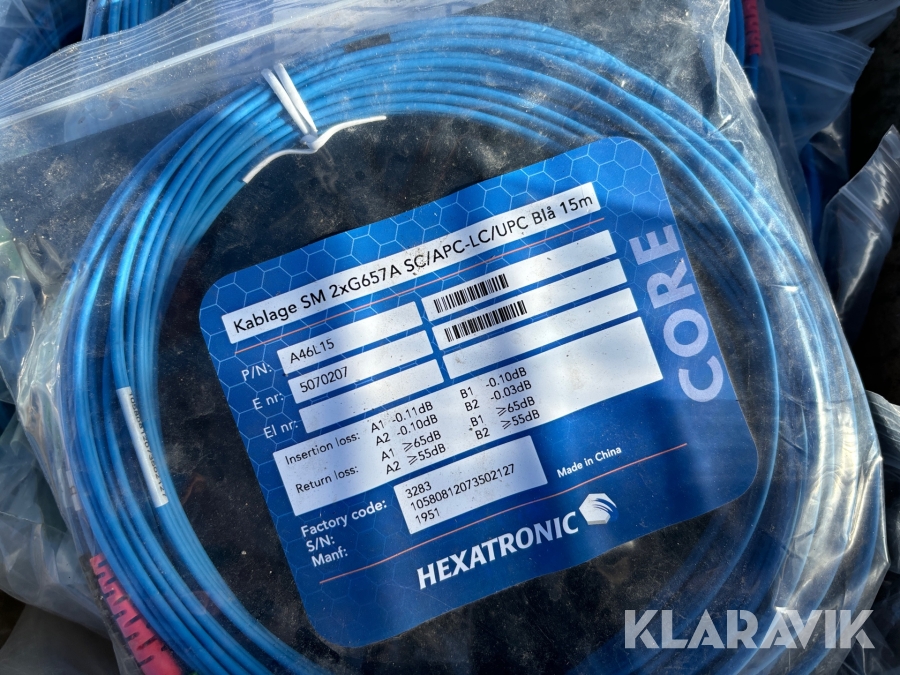 KLARAVIK
Kablage SM 2xG657A SC/APC-LC/UPC Blå 15m
P/N: A46L15
E nr: 5070207
El nr:
Insertion loss: A1 -0.11dB B1 -0.10dB
A2 -0.10dB B2 -0.03dB
Return loss: A1 ≥65dB B1 ≥65dB
A2 ≥55dB B2 ≥55dB
Factory code: 3283
S/N: 10580812073502127
Manf: 1951
Made in China
HEXATRONIC
CORE
KLARAVIK